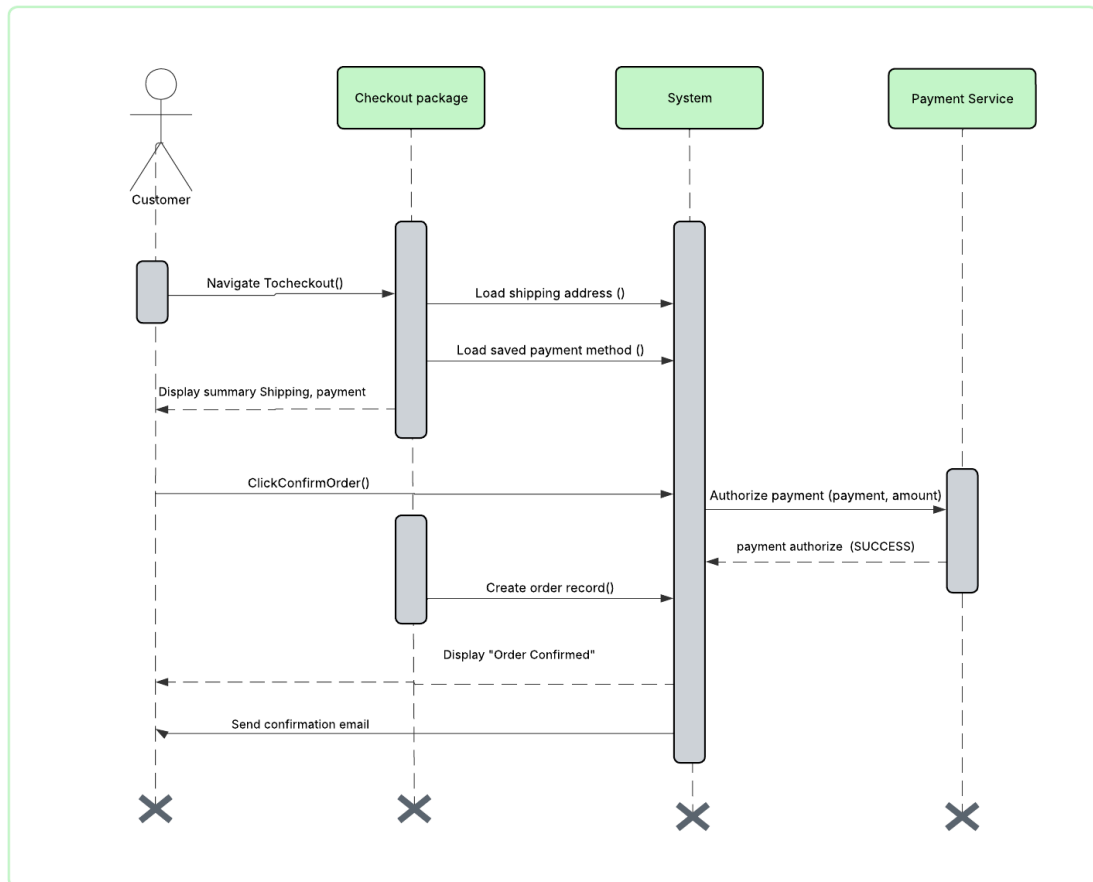 Checkout package
System
Payment Service
Customer
Navigate Tocheckout()
Load shipping address ()
Load saved payment method ()
Display summary Shipping, payment
ClickConfirmOrder()
Authorize payment (payment, amount)
payment authorize (SUCCESS)
Create order record()
Display "Order Confirmed"
Send confirmation email